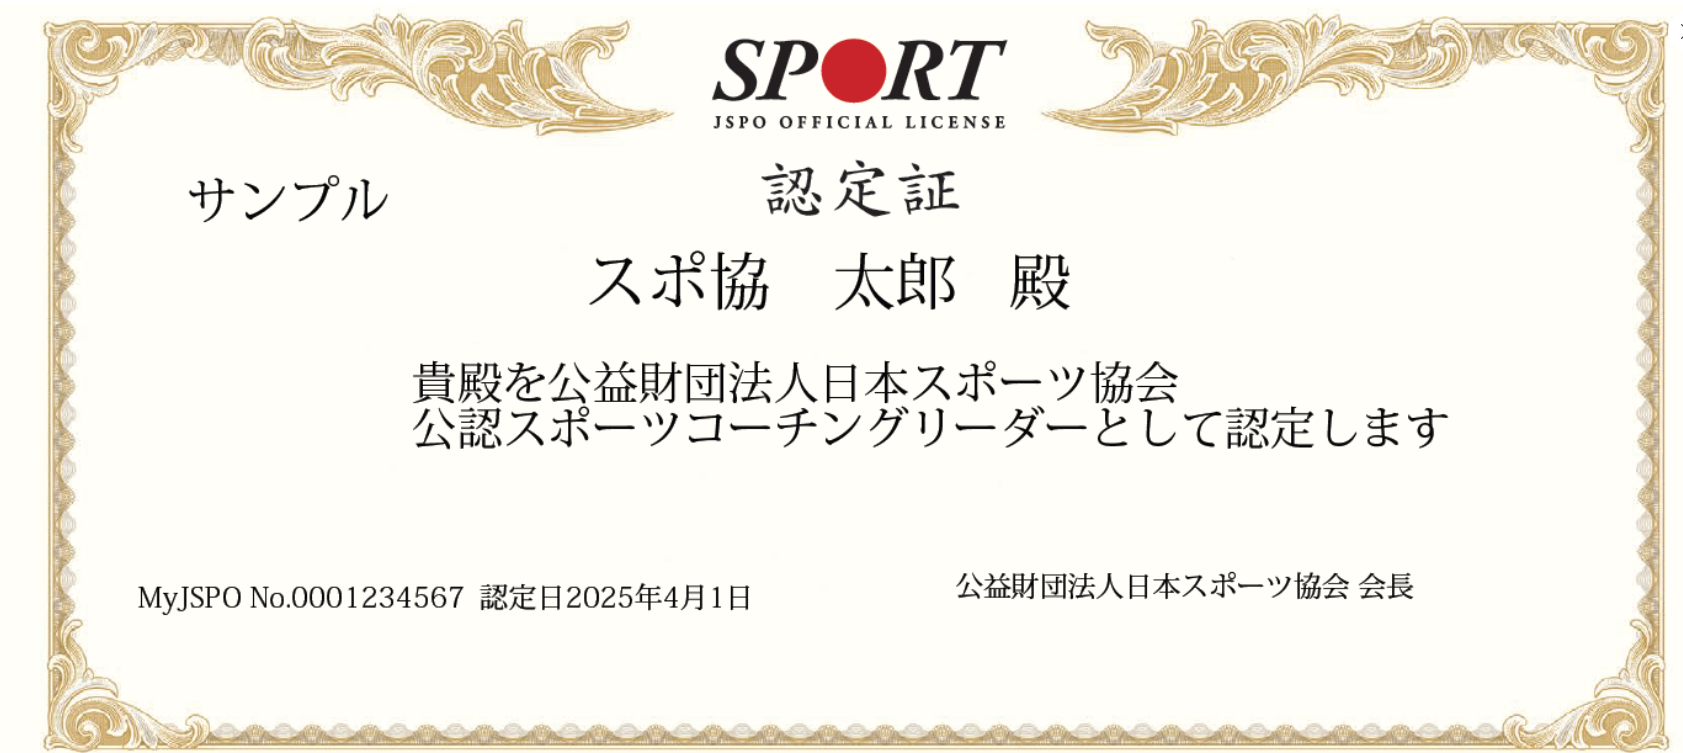 SPORT
JSPO OFFICIAL LICENSE
サンプル
認定証
スポ協　太郎　殿
貴殿を公益財団法人日本スポーツ協会
公認スポーツコーチングリーダーとして認定します
MyJSPO No.0001234567 認定日2025年4月1日
公益財団法人日本スポーツ協会 会長